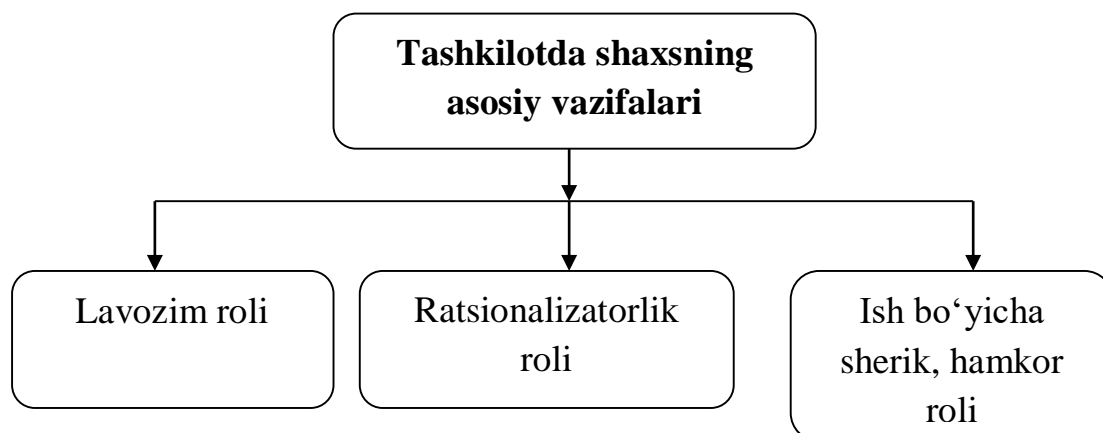 Tashkilotda shaxsning
asosiy vazifalari
Lavozim roli
Ratsionalizatorlik
roli
Ish bo‘yicha
sherik, hamkor
roli